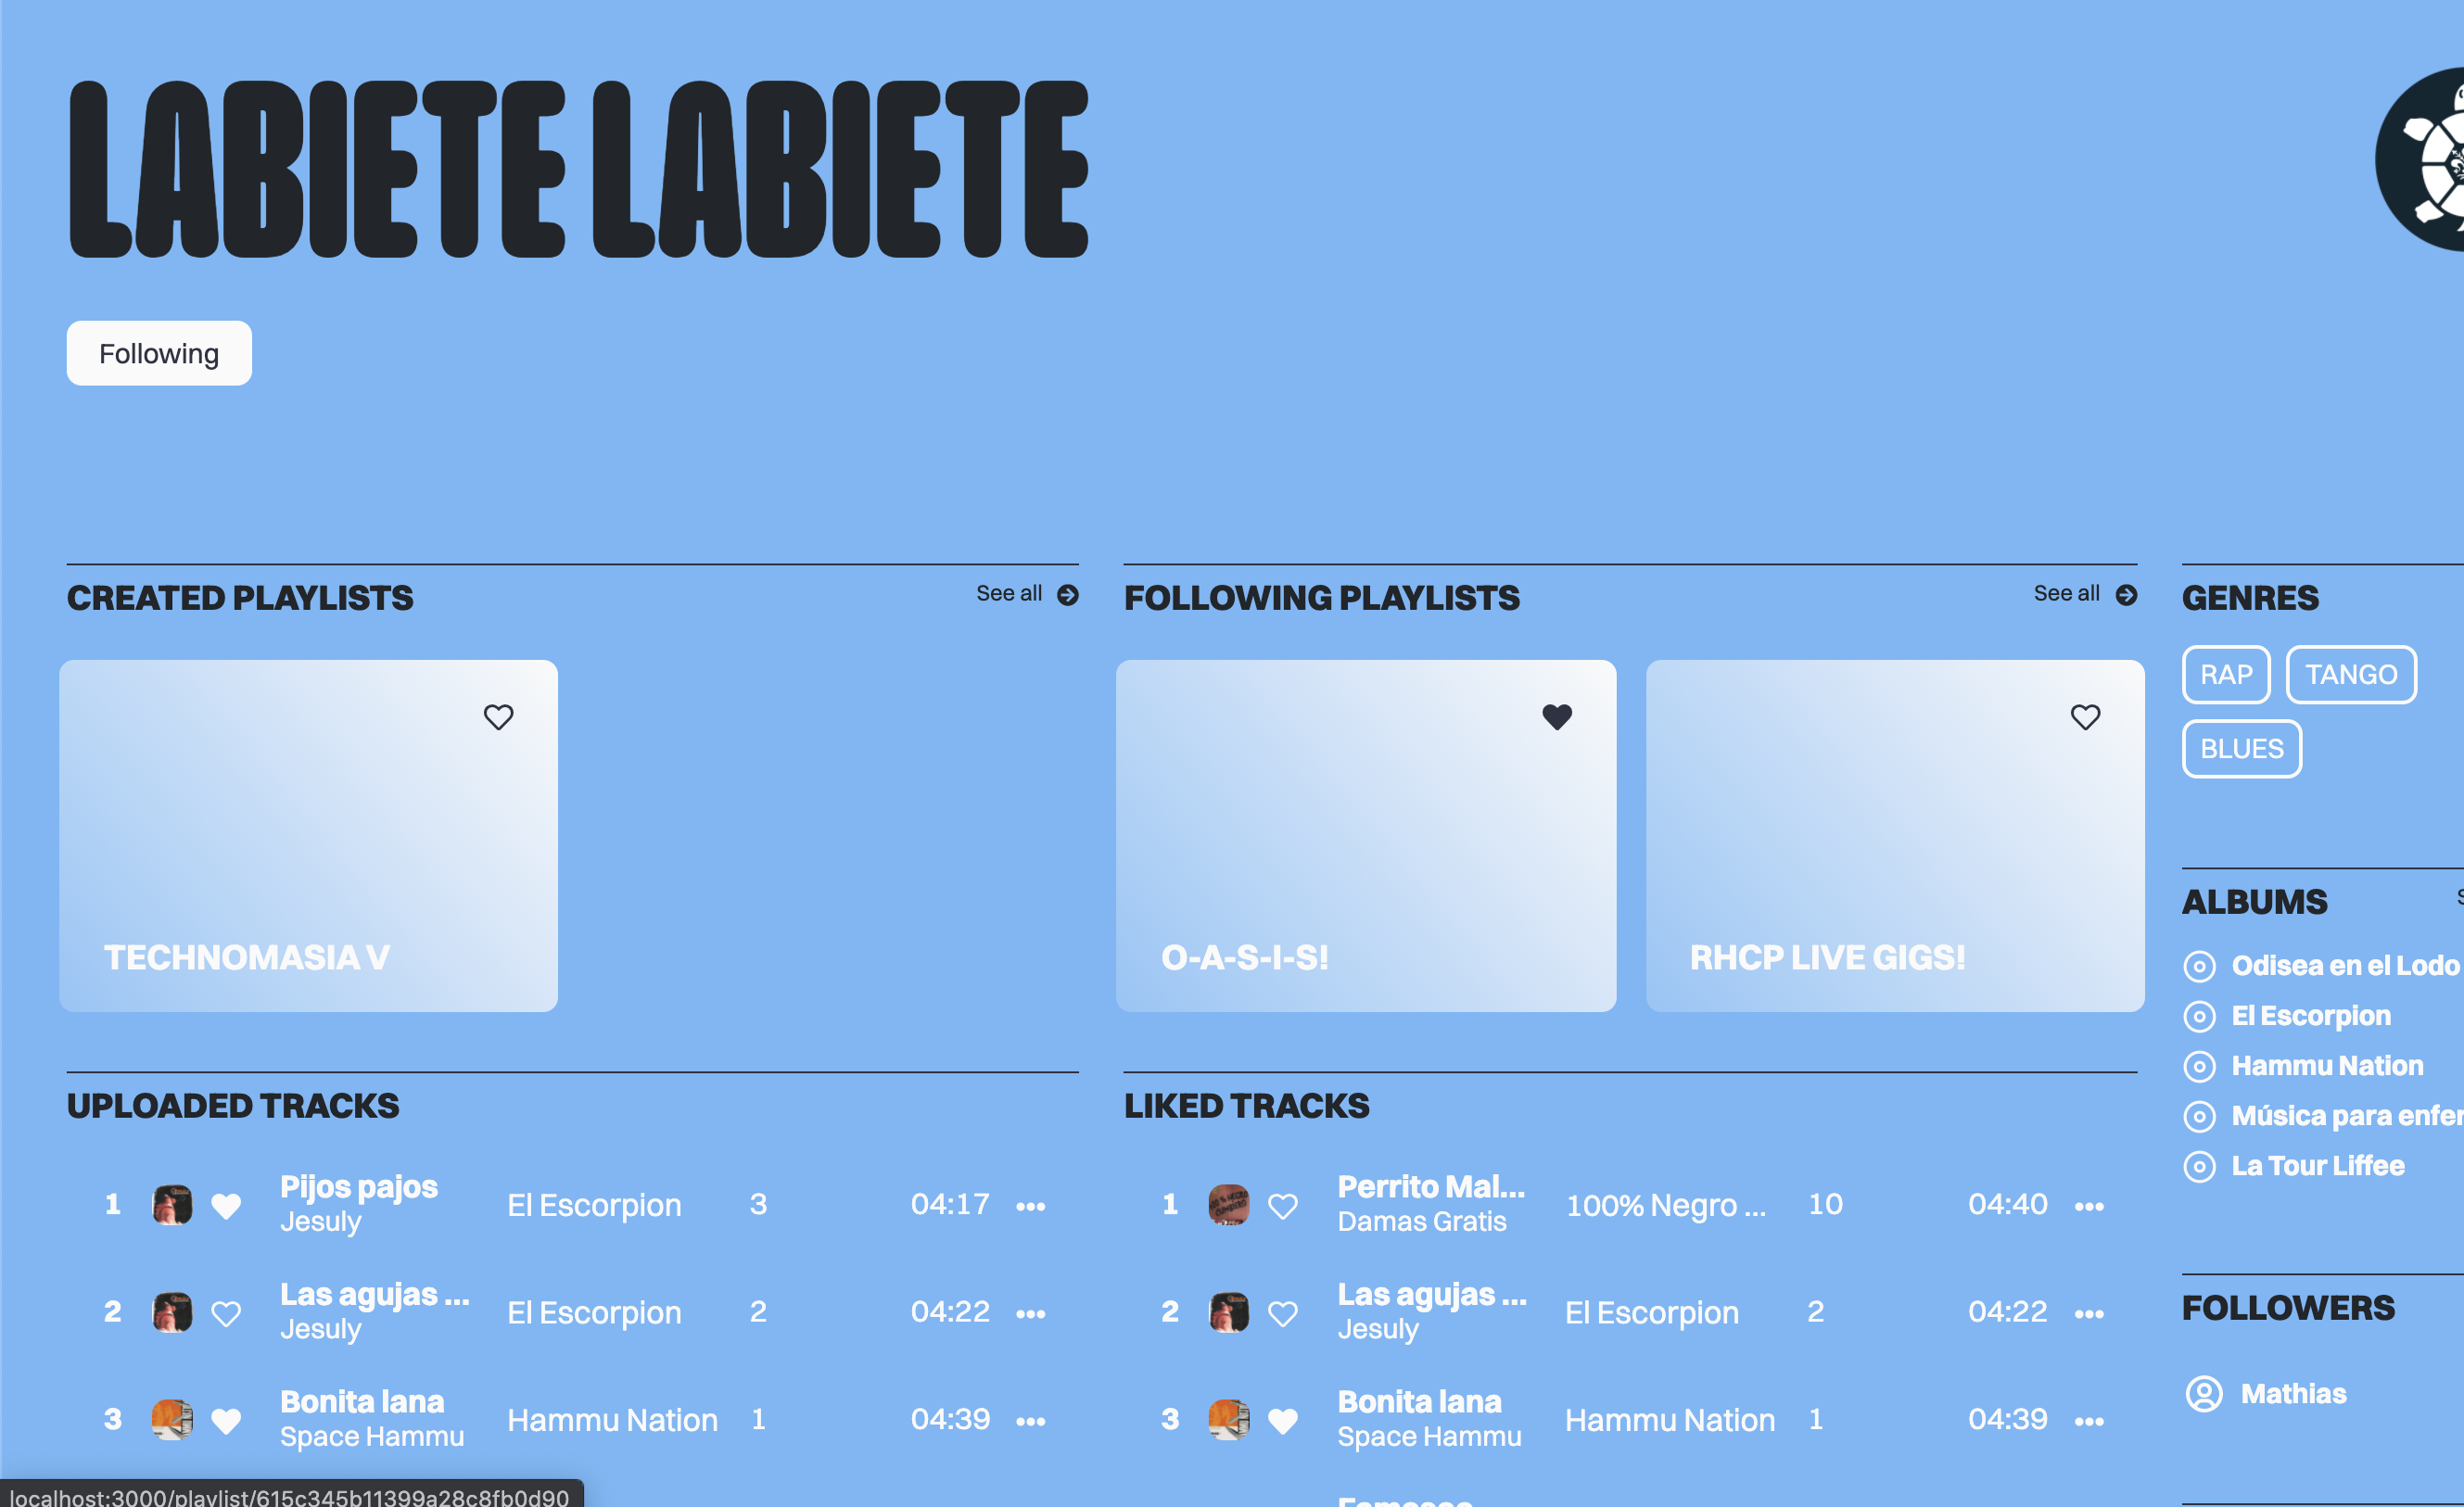 LABIETE LABIETE
Following
CREATED PLAYLISTS
See all
TECHNOMASIA V
FOLLOWING PLAYLISTS
See all
O-A-S-I-S!
RHCP LIVE GIGS!
GENRES
RAP
TANGO
BLUES
UPLOADED TRACKS
1 Pijos pajos El Escorpion 3 04:17
Jesuly
2 Las agujas ... El Escorpion 2 04:22
Jesuly
3 Bonita lana Hammu Nation 1 04:39
Space Hammu
LIKED TRACKS
1 Perrito Mal... 100% Negro ... 10 04:40
Damas Gratis
2 Las agujas ... El Escorpion 2 04:22
Jesuly
3 Bonita lana Hammu Nation 1 04:39
Space Hammu
ALBUMS
Odisea en el Lodo
El Escorpion
Hammu Nation
Música para enfer
La Tour Liffee
FOLLOWERS
Mathias
localhost:3000/playlist/615c345b11399a28c8fb0d90